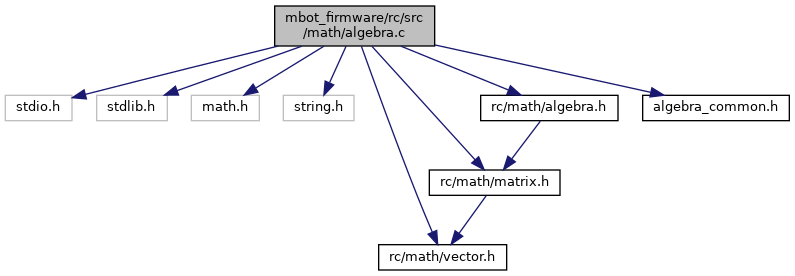 mbot_firmware/rc/src
/math/algebra.c
stdio.h
stdlib.h
math.h
string.h
rc/math/algebra.h
algebra_common.h
rc/math/matrix.h
rc/math/vector.h